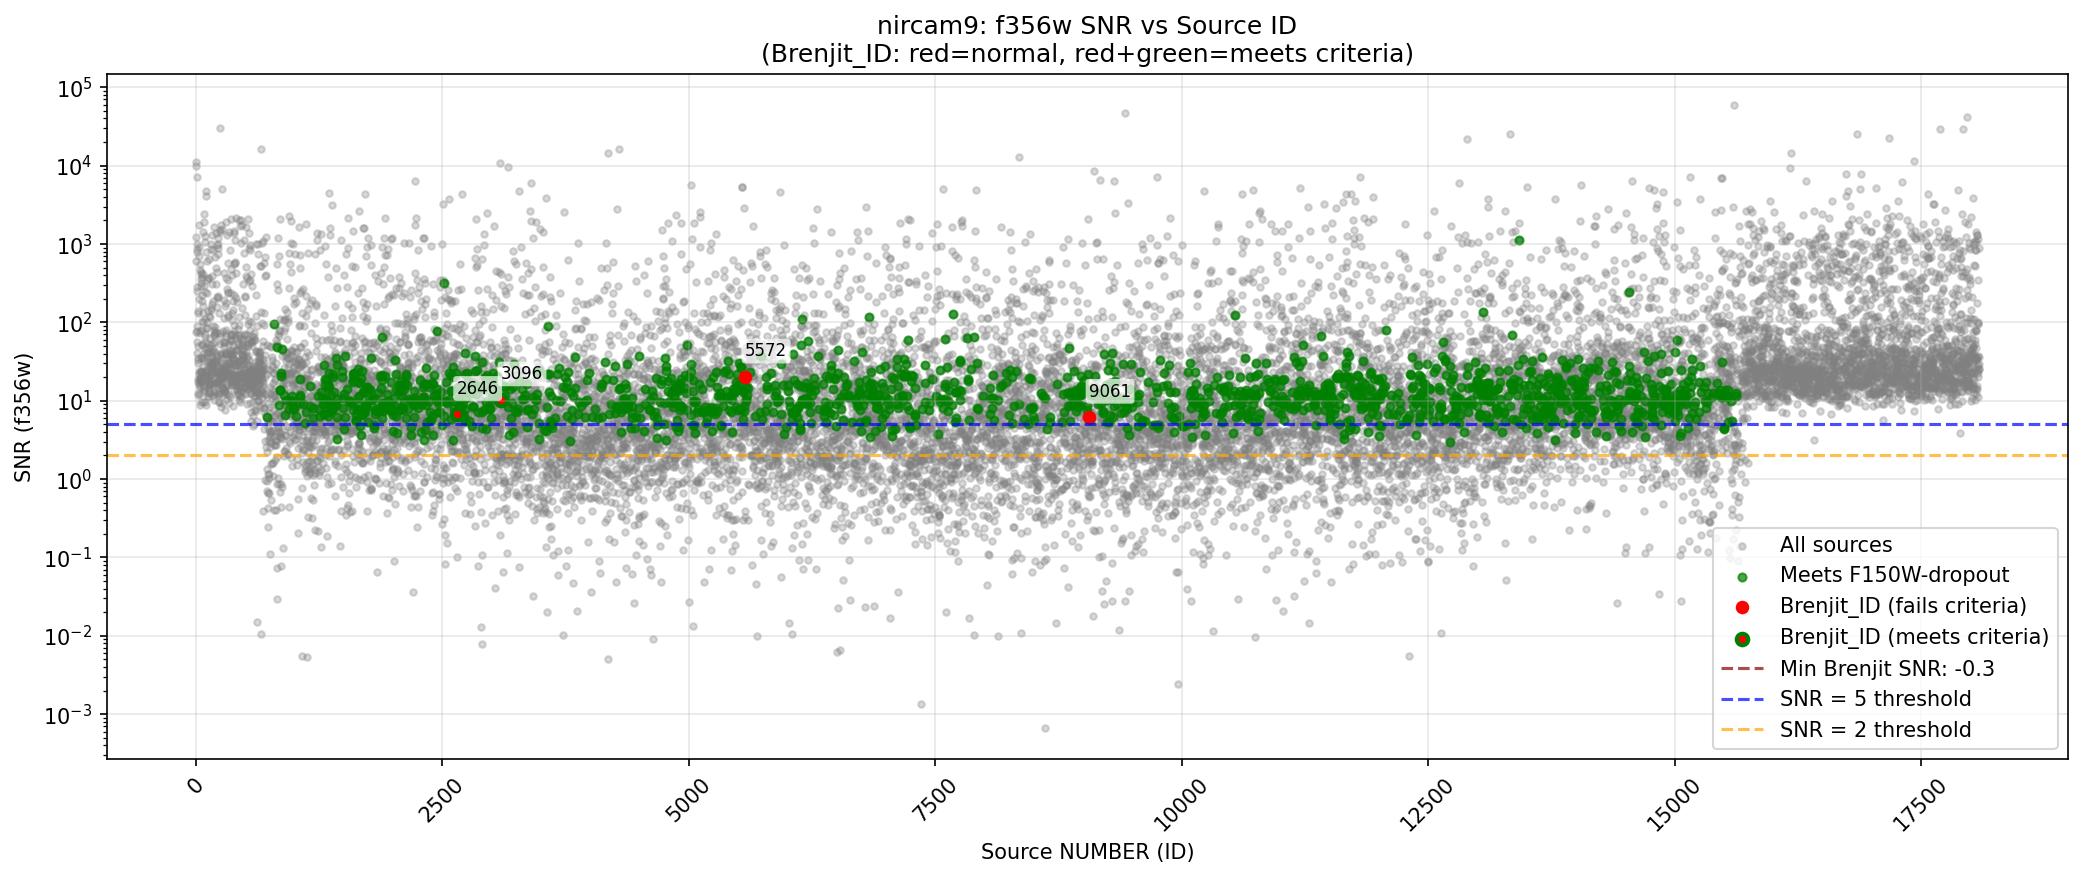 nircam9: f356w SNR vs Source ID
(Brenjit_ID: red=normal, red+green=meets criteria)
SNR (f356w)
10^5
10^4
10^3
10^2
10^1
10^0
10^-1
10^-2
10^-3
5572
3096
2646
9061
All sources
Meets F150W-dropout
Brenjit_ID (fails criteria)
Brenjit_ID (meets criteria)
Min Brenjit SNR: -0.3
SNR = 5 threshold
SNR = 2 threshold
0
2500
5000
7500
10000
12500
15000
17500
Source NUMBER (ID)